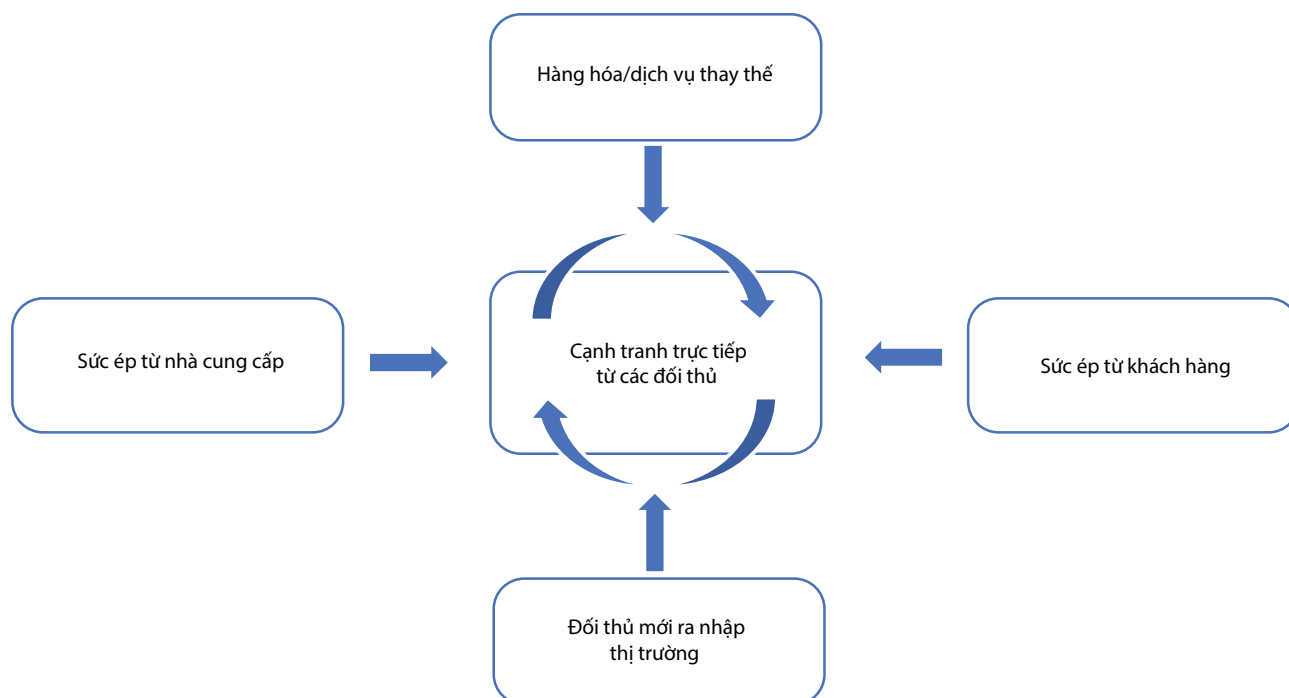 Hàng hóa/dịch vụ thay thế
Sức ép từ nhà cung cấp
Cạnh tranh trực tiếp
từ các đối thủ
Sức ép từ khách hàng
Đối thủ mới ra nhập
thị trường